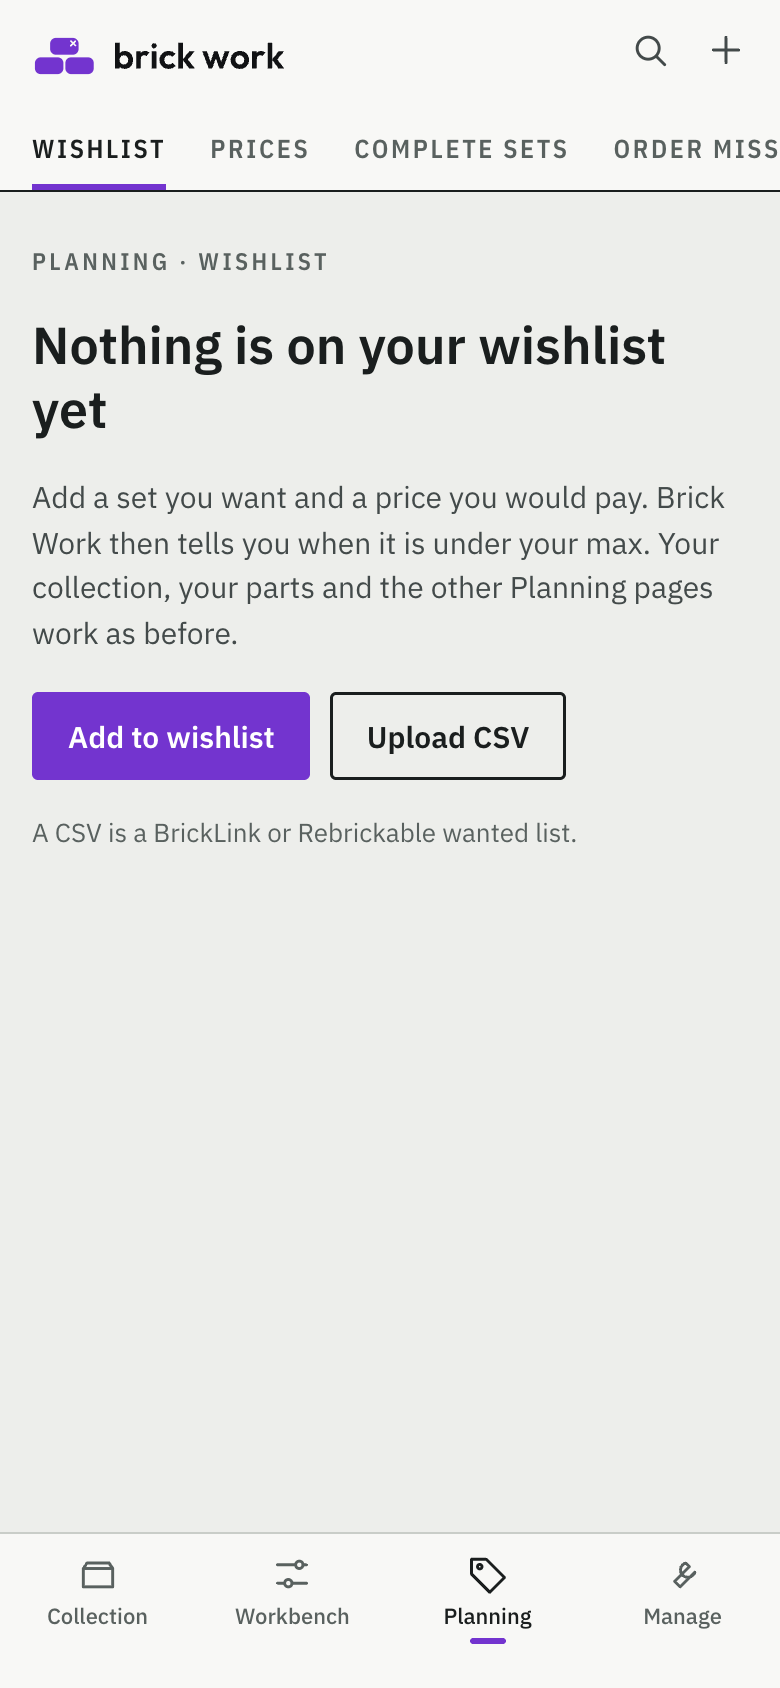 brick work
WISHLIST PRICES COMPLETE SETS ORDER MISS
PLANNING · WISHLIST
Nothing is on your wishlist
yet
Add a set you want and a price you would pay. Brick
Work then tells you when it is under your max. Your
collection, your parts and the other Planning pages
work as before.
Add to wishlist Upload CSV
A CSV is a BrickLink or Rebrickable wanted list.
Collection Workbench Planning Manage